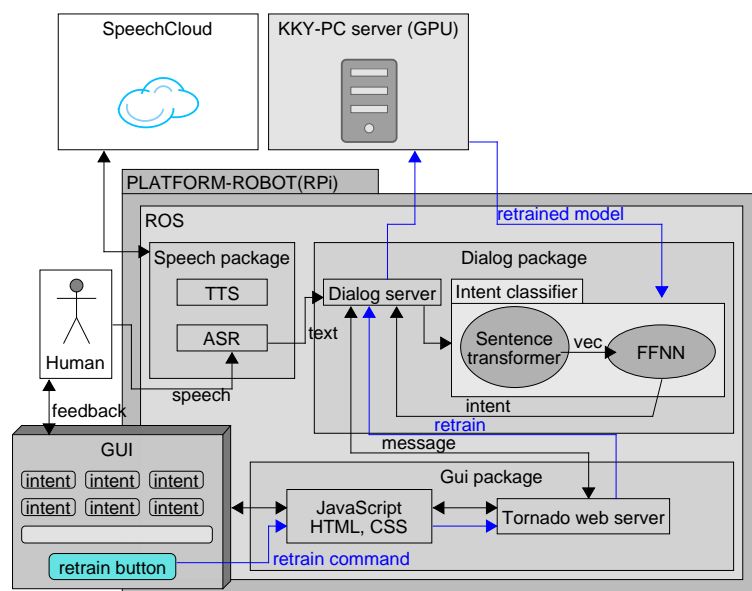 SpeechCloud
KKY-PC server (GPU)
PLATFORM-ROBOT(RPi)
ROS
retrained model
Speech package
Dialog package
TTS
Dialog server
Intent classifier
ASR
text
Sentence
transformer
vec
FFNN
Human
speech
intent
feedback
retrain
message
GUI
Gui package
intent intent intent
intent intent intent
JavaScript
HTML, CSS
Tornado web server
retrain button
retrain command